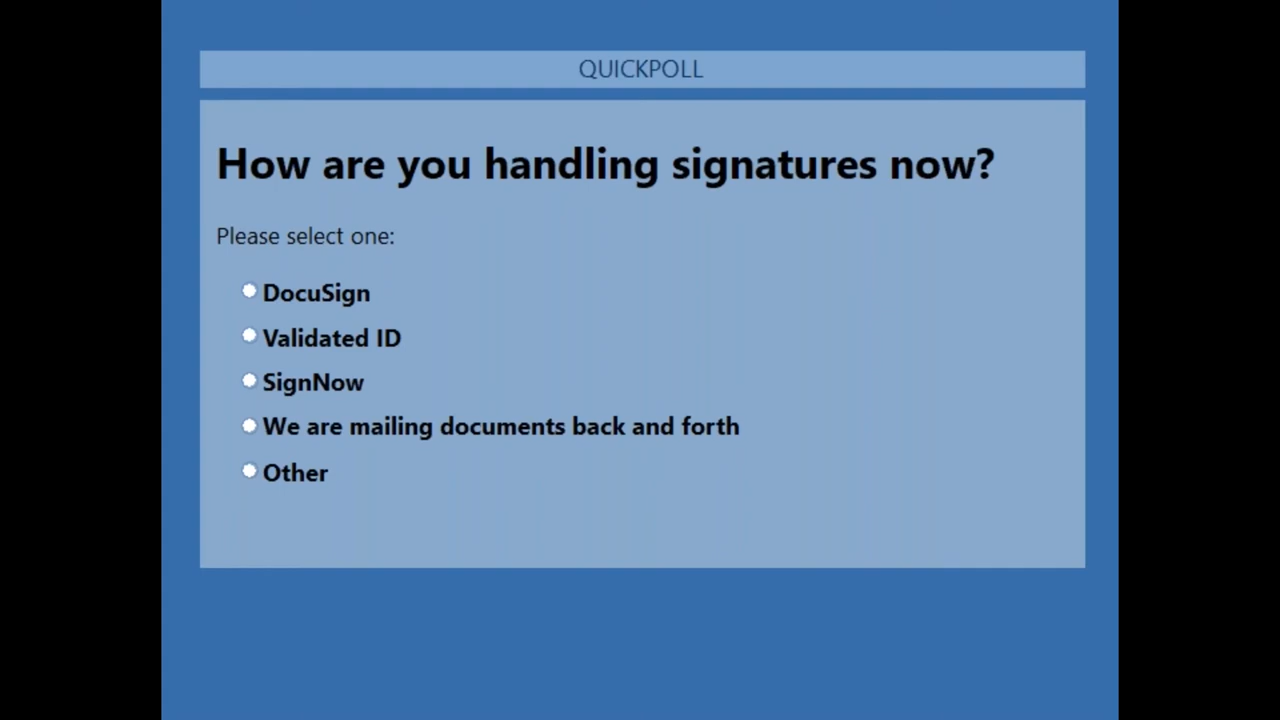 QUICKPOLL
How are you handling signatures now?
Please select one:
DocuSign
Validated ID
SignNow
We are mailing documents back and forth
Other